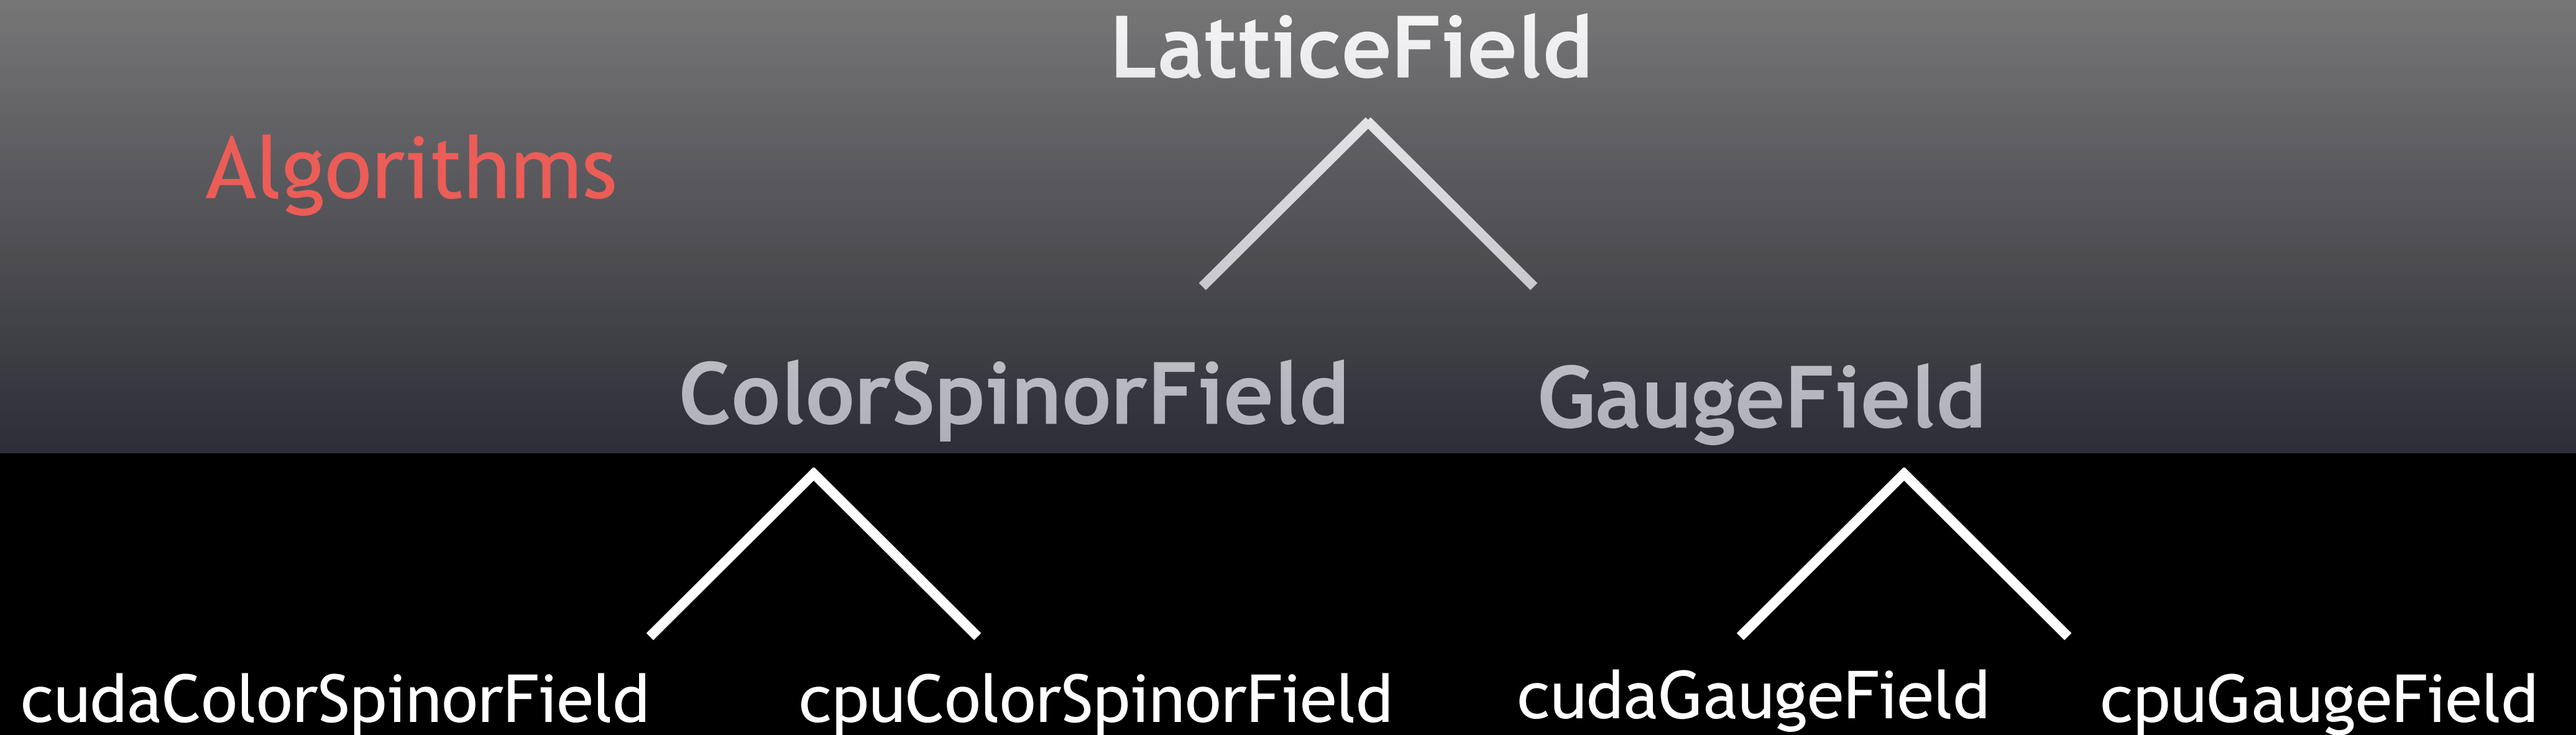 LatticeField
Algorithms
ColorSpinorField
GaugeField
cudaColorSpinorField
cpuColorSpinorField
cudaGaugeField
cpuGaugeField